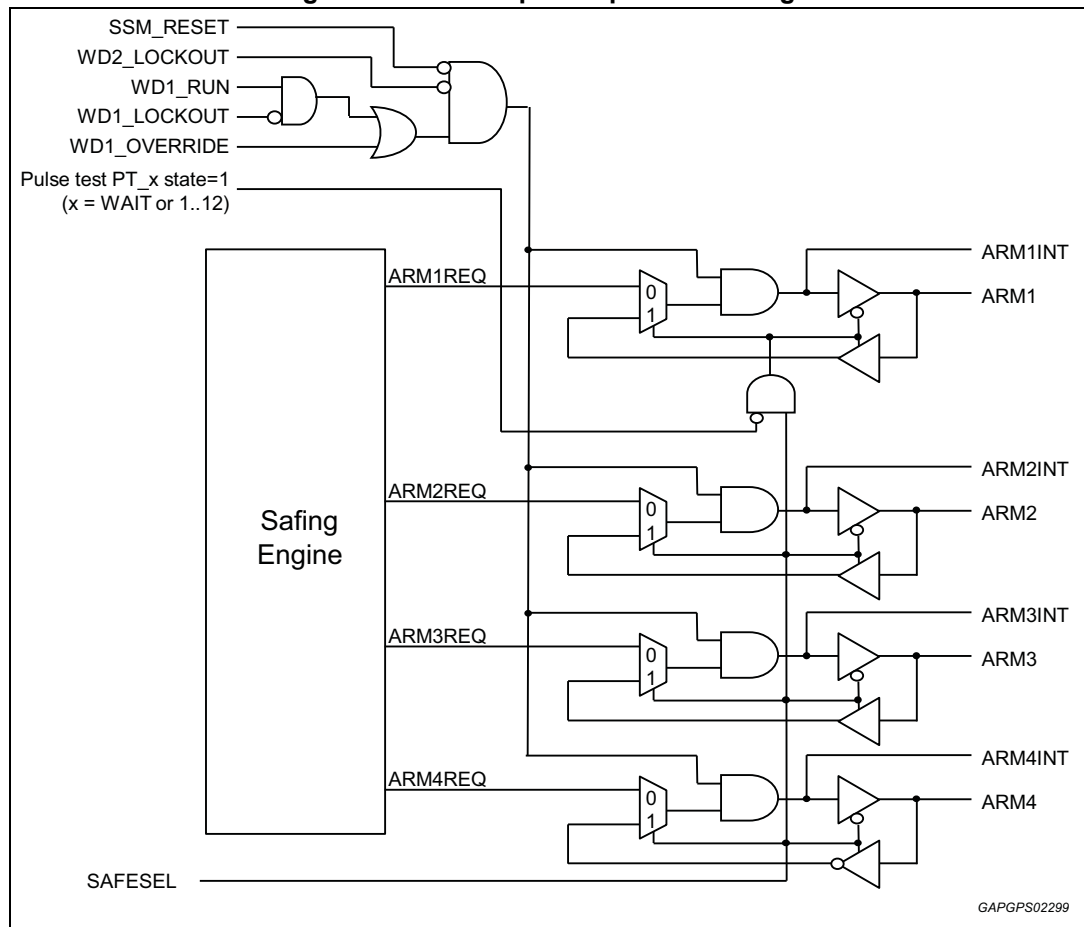 SSM_RESET
WD2_LOCKOUT
WD1_RUN
WD1_LOCKOUT
WD1_OVERRIDE
Pulse test PT_x state=1
(x = WAIT or 1..12)
ARM1INT
ARM1REQ
0
1
ARM1
ARM2INT
ARM2REQ
0
1
ARM2
Safing
Engine
ARM3INT
ARM3REQ
0
1
ARM3
ARM4INT
ARM4REQ
0
1
ARM4
SAFESEL
GAPGPS02299